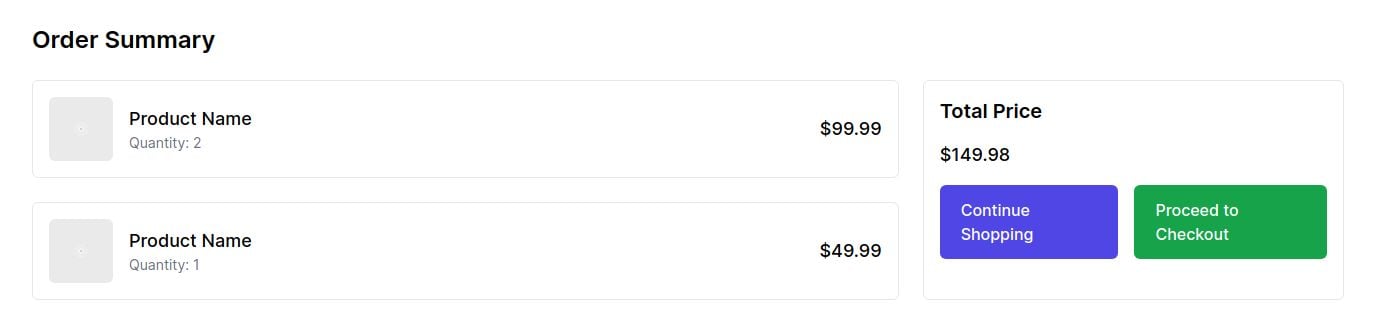 Order Summary
Product Name
Quantity: 2
$99.99
Product Name
Quantity: 1
$49.99
Total Price
$149.98
Continue
Shopping
Proceed to
Checkout